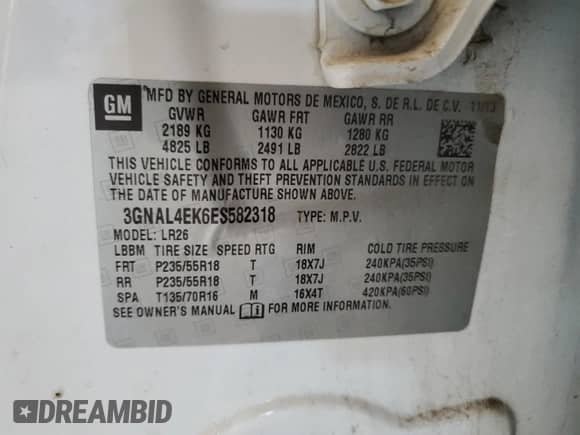 GM
MFD BY GENERAL MOTORS DE MEXICO, S. DE R.L. DE C.V. 11/13
GVWR GAWR FRT GAWR RR
2189 KG 1130 KG 1280 KG
4825 LB 2491 LB 2822 LB
THIS VEHICLE CONFORMS TO ALL APPLICABLE U.S. FEDERAL MOTOR
VEHICLE SAFETY AND THEFT PREVENTION STANDARDS IN EFFECT ON
THE DATE OF MANUFACTURE SHOWN ABOVE.
3GNAL4EK6ES582318 TYPE: M.P.V.
MODEL: LR26
LBBM TIRE SIZE SPEED RTG RIM COLD TIRE PRESSURE
FRT P235/55R18 T 18X7J 240KPA(35PSI)
RR P235/55R18 T 18X7J 240KPA(35PSI)
SPA T135/70R16 M 16X4T 420KPA(60PSI)
SEE OWNER'S MANUAL FOR MORE INFORMATION.
DREAMBID